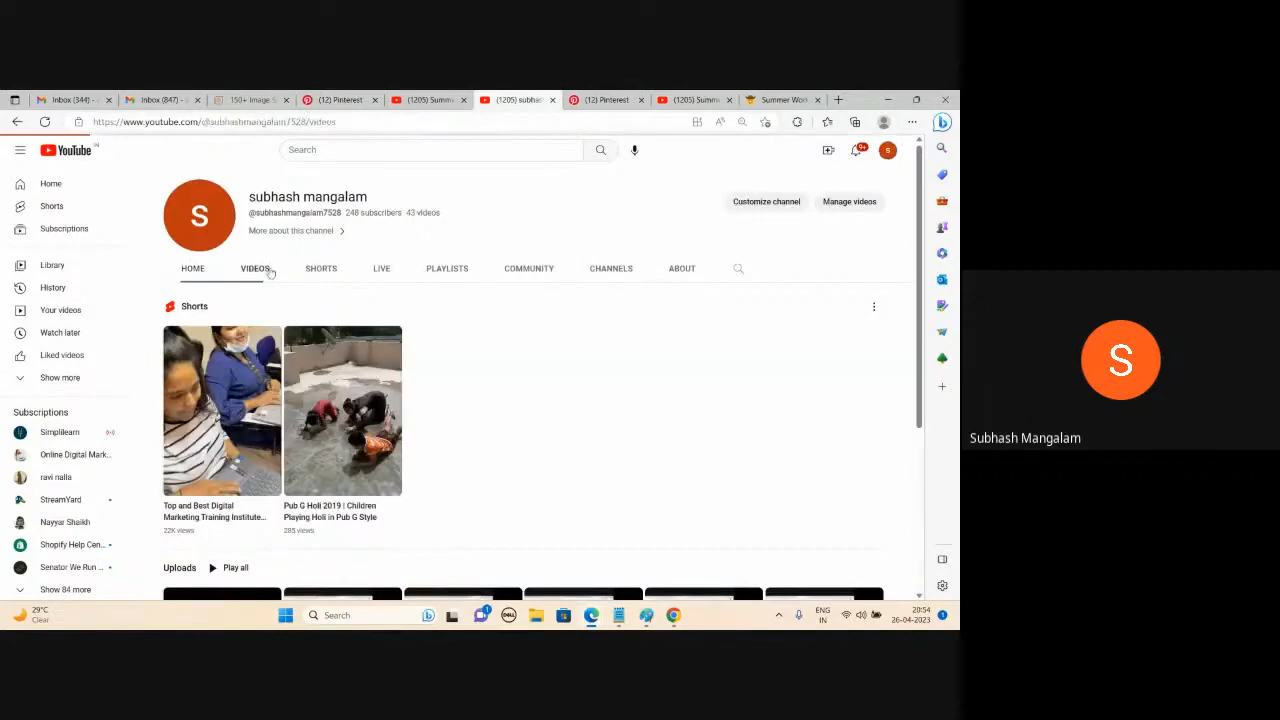 Inbox (344) -
Inbox (847) -
150+ Image S
(12) Pinterest
(1205) Summ
(1205) subhas
(12) Pinterest
(1205) Summ
Summer Wom
https://www.youtube.com/@subhashmangalam7528/videos
YouTube IN
Search
9+
S
Home
Shorts
Subscriptions
Library
History
Your videos
Watch later
Liked videos
Show more
Subscriptions
Simplilearn
Online Digital Mark...
ravi nalla
StreamYard
Nayyar Shaikh
Shopify Help Cen...
Senator We Run ...
Show 84 more
S
subhash mangalam
@subhashmangalam7528 248 subscribers 43 videos
More about this channel
Customize channel
Manage videos
HOME VIDEOS SHORTS LIVE PLAYLISTS COMMUNITY CHANNELS ABOUT
Shorts
Top and Best Digital
Marketing Training Institute...
22K views
Pub G Holi 2019 | Children
Playing Holi in Pub G Style
285 views
Uploads Play all
29°C
Clear
Search
DELL
1
ENG
IN
20:54
26-04-2023
S
Subhash Mangalam